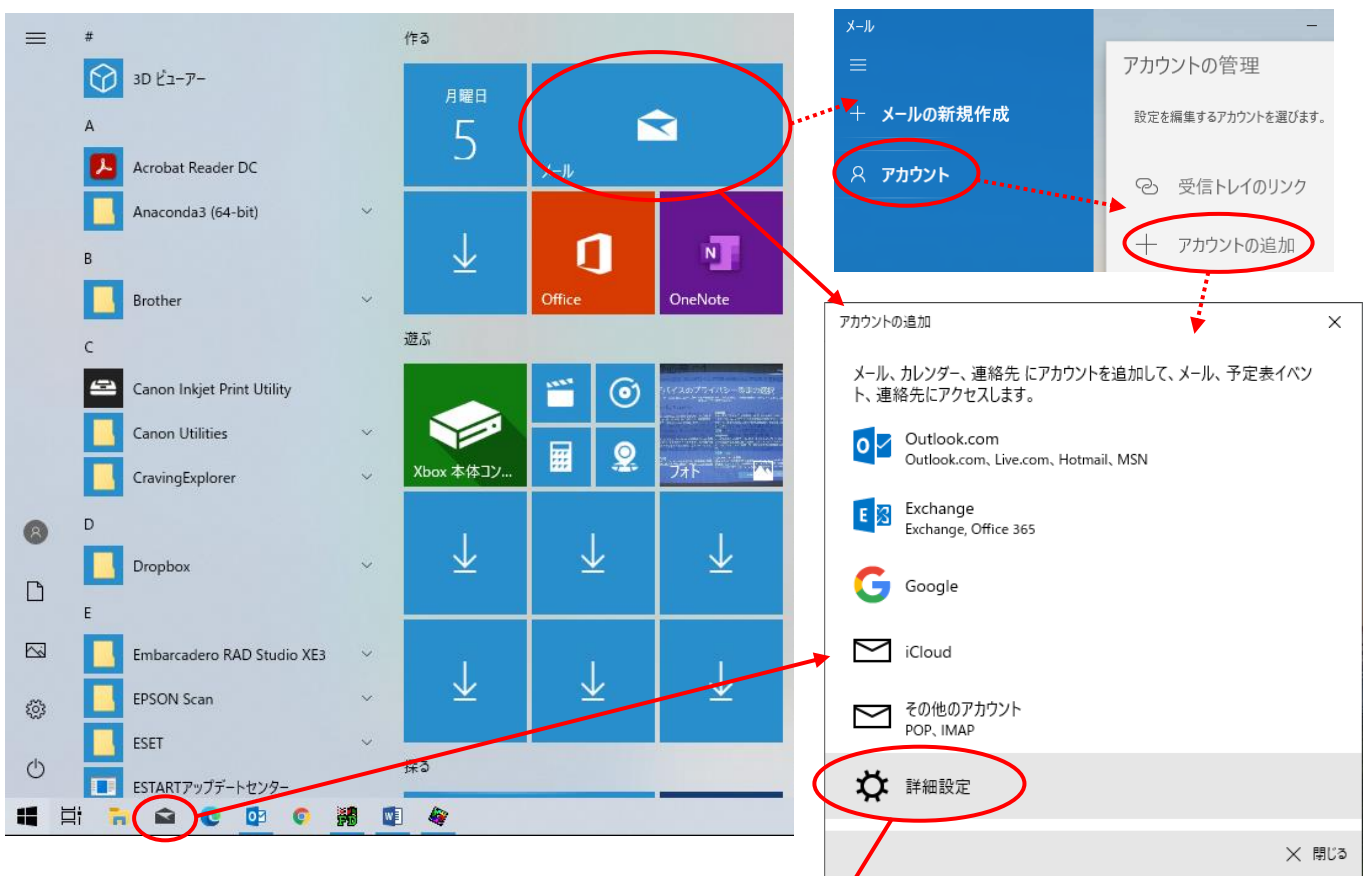 #
3D ビューアー
A
Acrobat Reader DC
Anaconda3 (64-bit)
B
Brother
C
Canon Inkjet Print Utility
Canon Utilities
CravingExplorer
D
Dropbox
E
Embarcadero RAD Studio XE3
EPSON Scan
ESET
ESTARTアップデートセンター
作る
月曜日
5
メール
Office
N
OneNote
遊ぶ
Xbox 本体コン...
フォト
探る
メール
メールの新規作成
アカウント
アカウントの管理
設定を編集するアカウントを選びます。
受信トレイのリンク
アカウントの追加
アカウントの追加
メール、カレンダー、連絡先 にアカウントを追加して、メール、予定表イベン
ト、連絡先にアクセスします。
Outlook.com
Outlook.com、Live.com、Hotmail、MSN
Exchange
Exchange, Office 365
Google
iCloud
その他のアカウント
POP、IMAP
詳細設定
閉じる